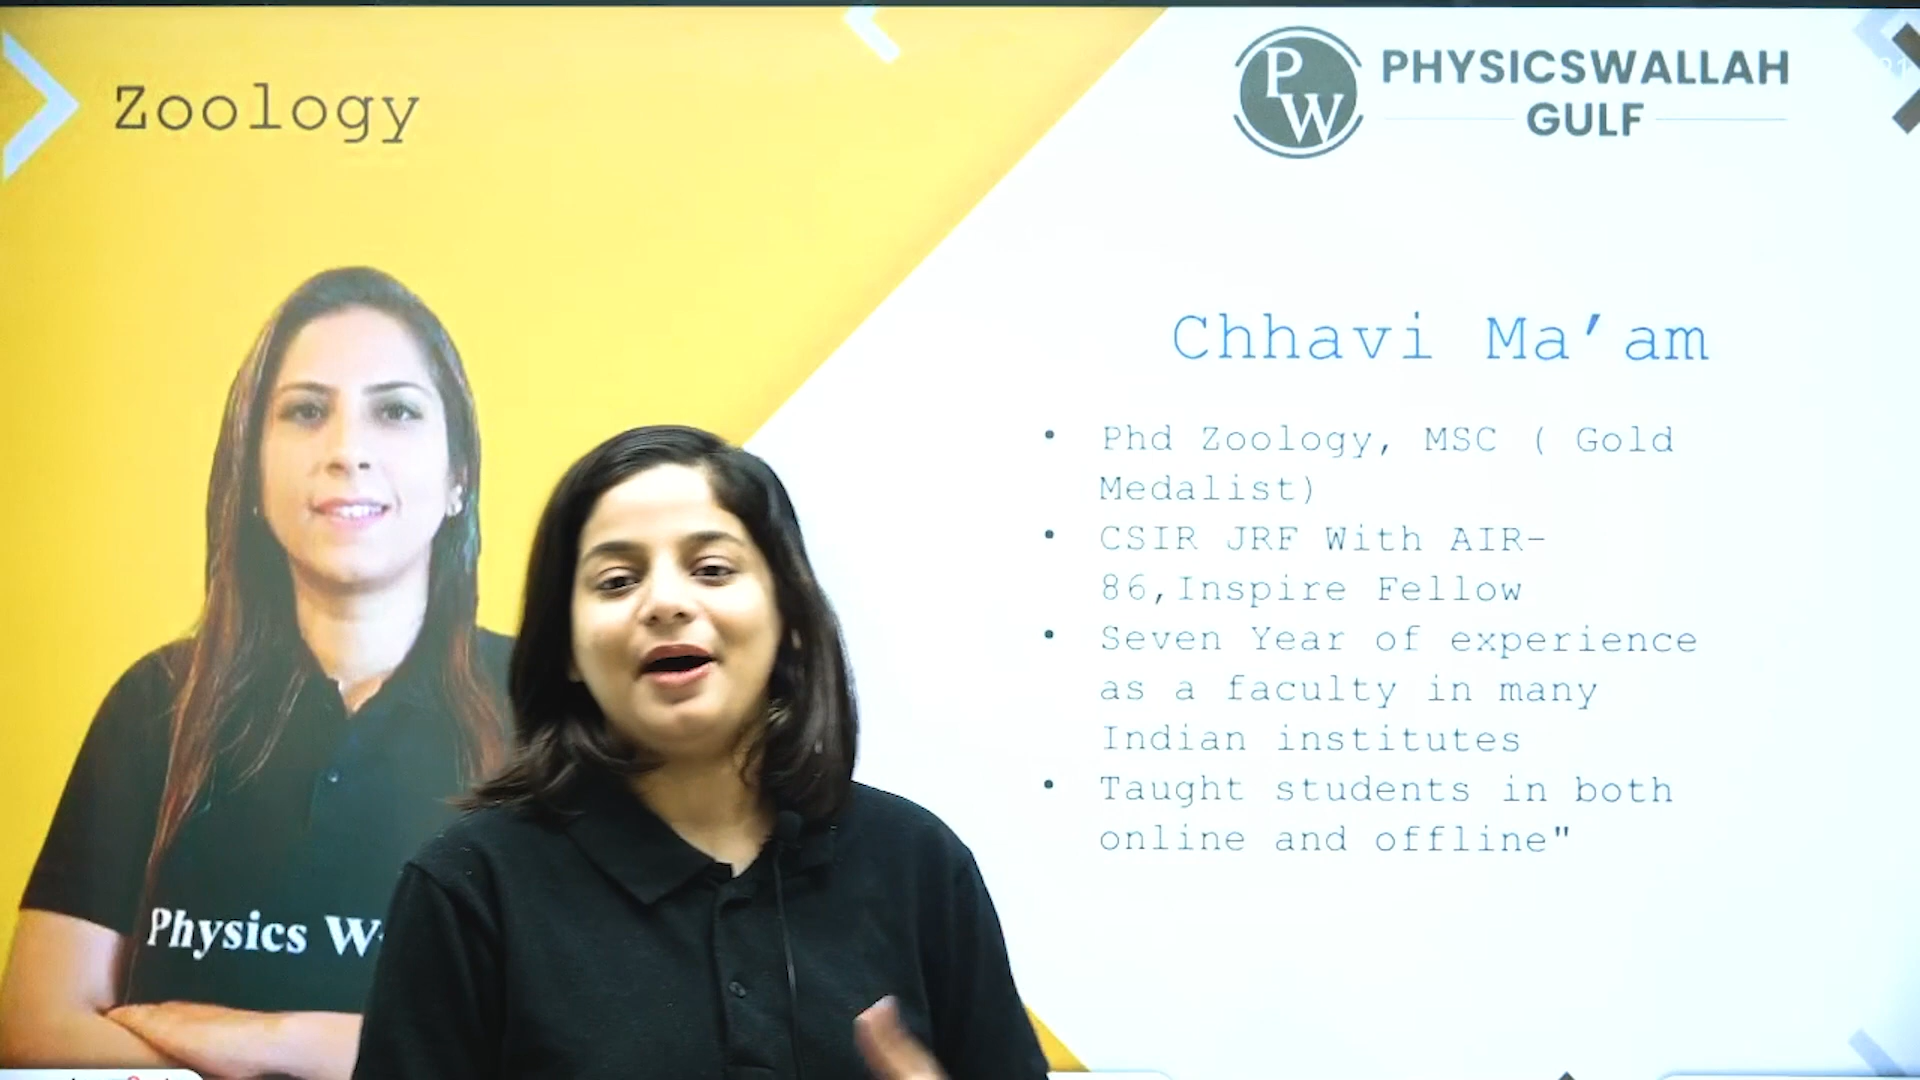 Zoology
PW
PHYSICSWALLAH
GULF
Chhavi Ma'am
• Phd Zoology, MSC ( Gold
Medalist)
• CSIR JRF With AIR-
86,Inspire Fellow
• Seven Year of experience
as a faculty in many
Indian institutes
• Taught students in both
online and offline"
Physics W